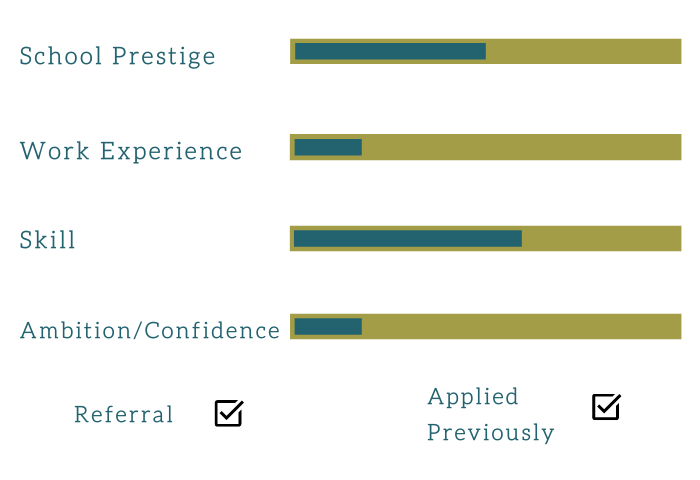 School Prestige
Work Experience
Skill
Ambition/Confidence
Referral
Applied
Previously